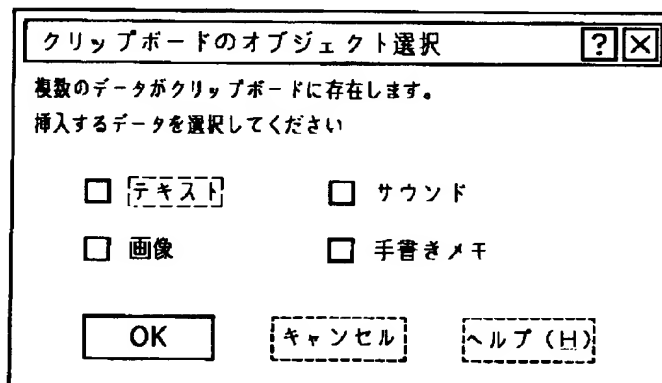 クリップボードのオブジェクト選択 ?
複数のデータがクリップボードに存在します。
挿入するデータを選択してください
テキスト サウンド
画像 手書きメモ
OK キャンセル ヘルプ(H)